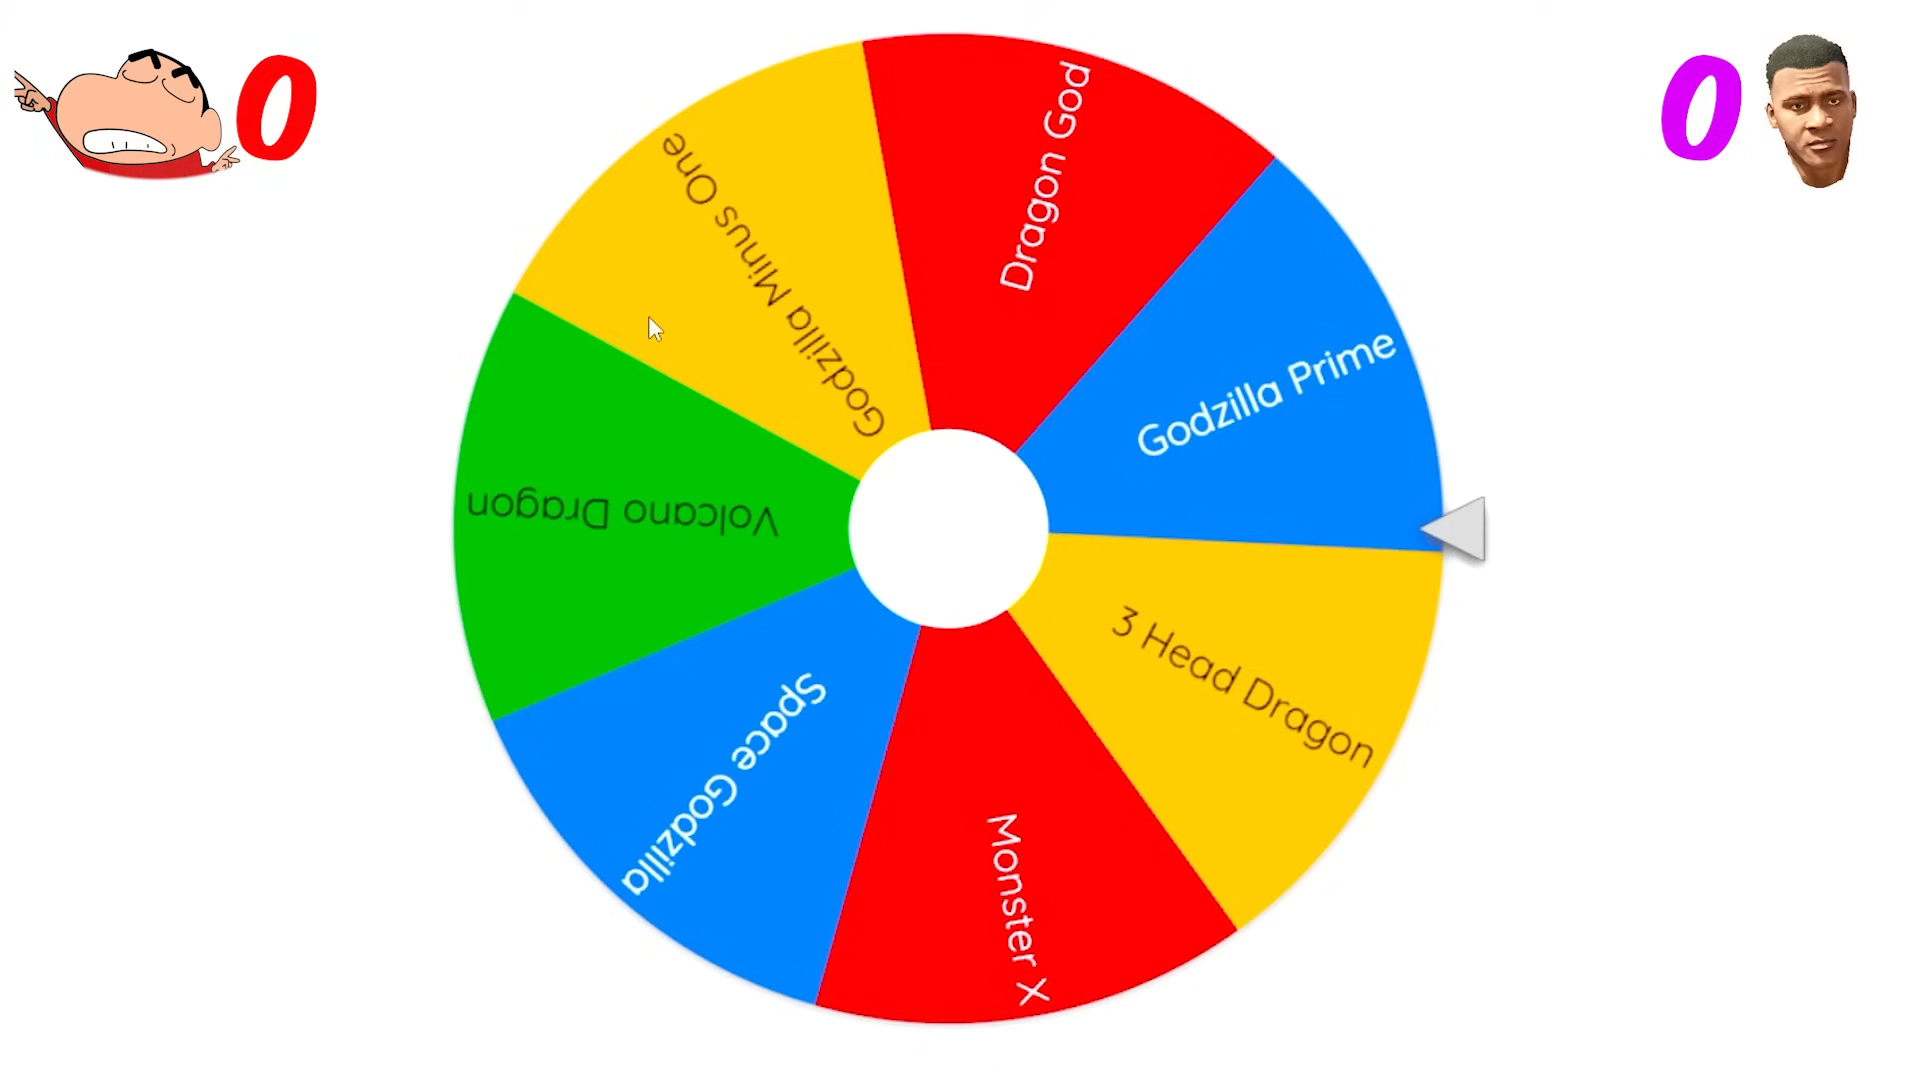 0
0
Dragon God
Godzilla Prime
3 Head Dragon
Monster X
Space Godzilla
Volcano Dragon
Godzilla Minus One